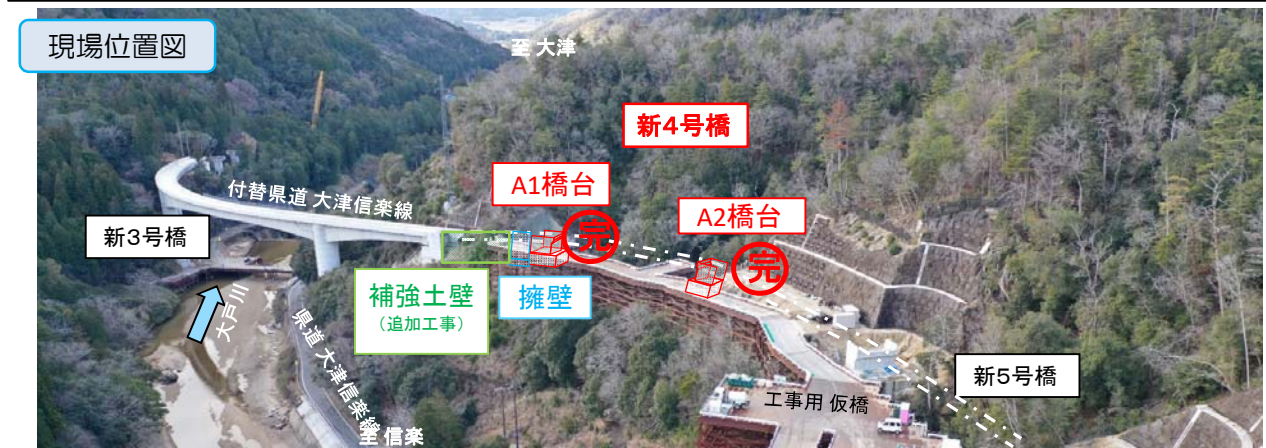 現場位置図
至 大津
新4号橋
A1橋台
完
A2橋台
完
付替県道 大津信楽線
新3号橋
補強土壁
(追加工事)
擁壁
大戸川
県道 大津信楽線
至 信楽
工事用 仮橋
新5号橋